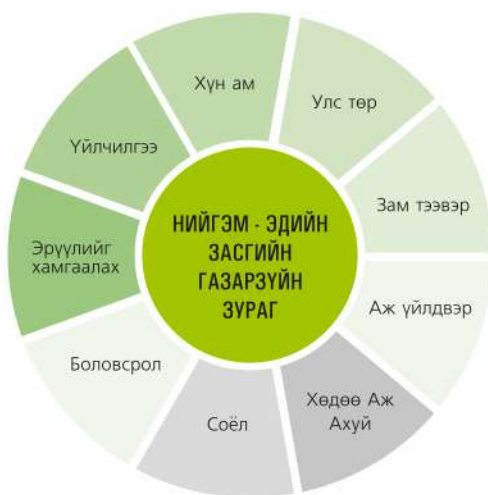 НИЙГЭМ - ЭДИЙН
ЗАСГИЙН
ГАЗАРЗҮЙН
ЗУРАГ
Хүн ам
Улс төр
Зам тээвэр
Аж үйлдвэр
Хөдөө Аж
Ахуй
Соёл
Боловсрол
Эрүүлийг
хамгаалах
Үйлчилгээ